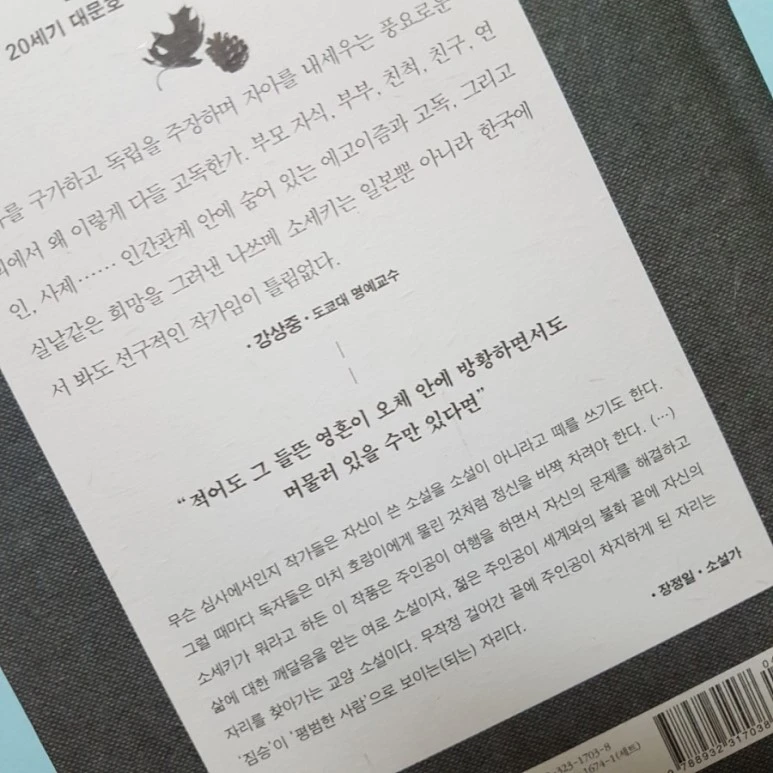 20세기 대문호
를 구가하고 독립을 주장하며 자아를 내세우는 풍요로운
에서 왜 이렇게 다들 고독한가. 부모 자식, 부부, 친척, 친구, 연
인, 사제…… 인간관계 안에 숨어 있는 에고이즘과 고독, 그리고
실낱같은 희망을 그려낸 나쓰메 소세키는 일본뿐 아니라 한국에
서 봐도 선구적인 작가임이 틀림없다.
· 강상중 · 도쿄대 명예교수
“적어도 그 들뜬 영혼이 오체 안에 방황하면서도
머물러 있을 수만 있다면”
무슨 심사에서인지 작가들은 자신이 쓴 소설을 소설이 아니라고 떼를 쓰기도 한다.
그럴 때마다 독자들은 마치 호랑이에게 물린 것처럼 정신을 바짝 차려야 한다. (…)
소세키가 뭐라고 하든 이 작품은 주인공이 여행을 하면서 자신의 문제를 해결하고
삶에 대한 깨달음을 얻는 여로 소설이자, 젊은 주인공이 세계와의 불화 끝에 자신의
자리를 찾아가는 교양 소설이다. 무작정 걸어간 끝에 주인공이 차지하게 된 자리는
‘짐승’이 ‘평범한 사람’으로 보이는(되는) 자리다.
· 장정일 · 소설가
323-1703-8
1674-1(세트)
788932317038